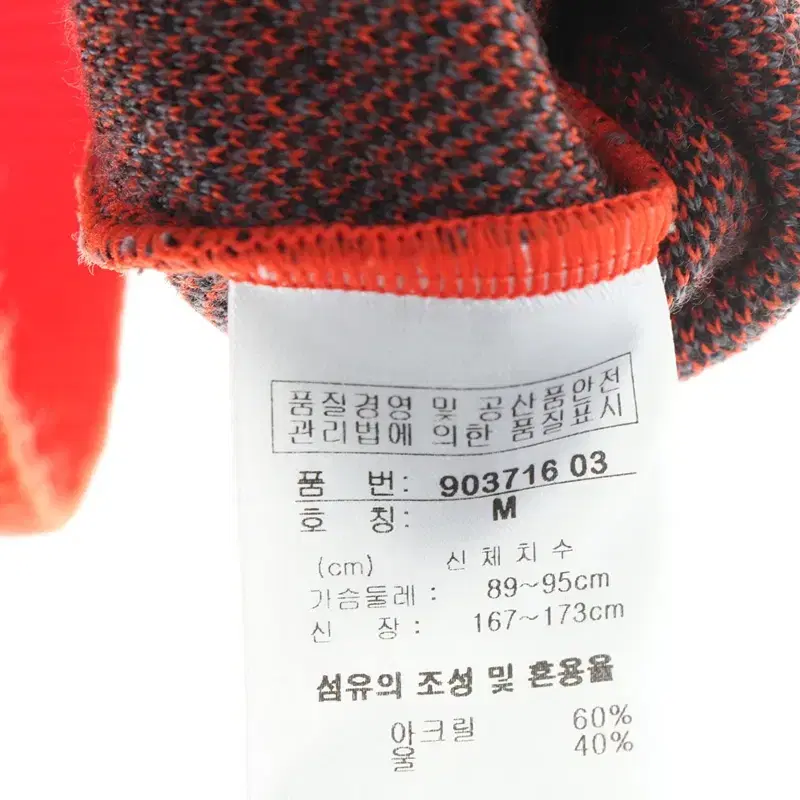 품질경영 및 공산품안전
관리법에 의한 품질표시
품 번: 903716 03
호 칭: M
(cm) 신체치수
가슴둘레 : 89~95cm
신 장 : 167~173cm
섬유의 조성 및 혼용율
아크릴 60%
울 40%